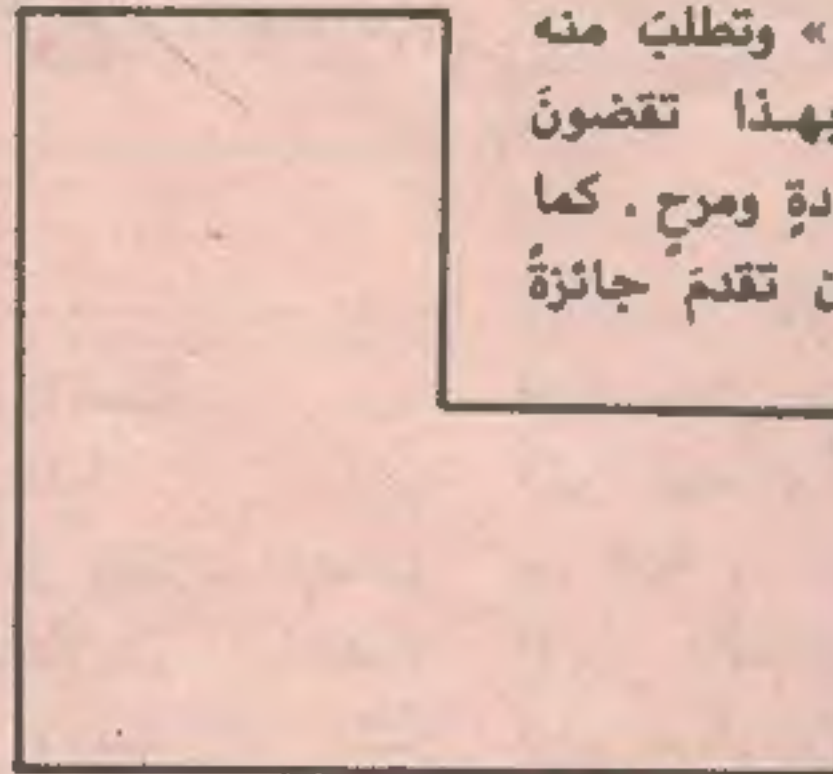 » وتطلبَ منه
بهذا تقضونَ
ومرحٍ . كما
تقدمَ جائزةً